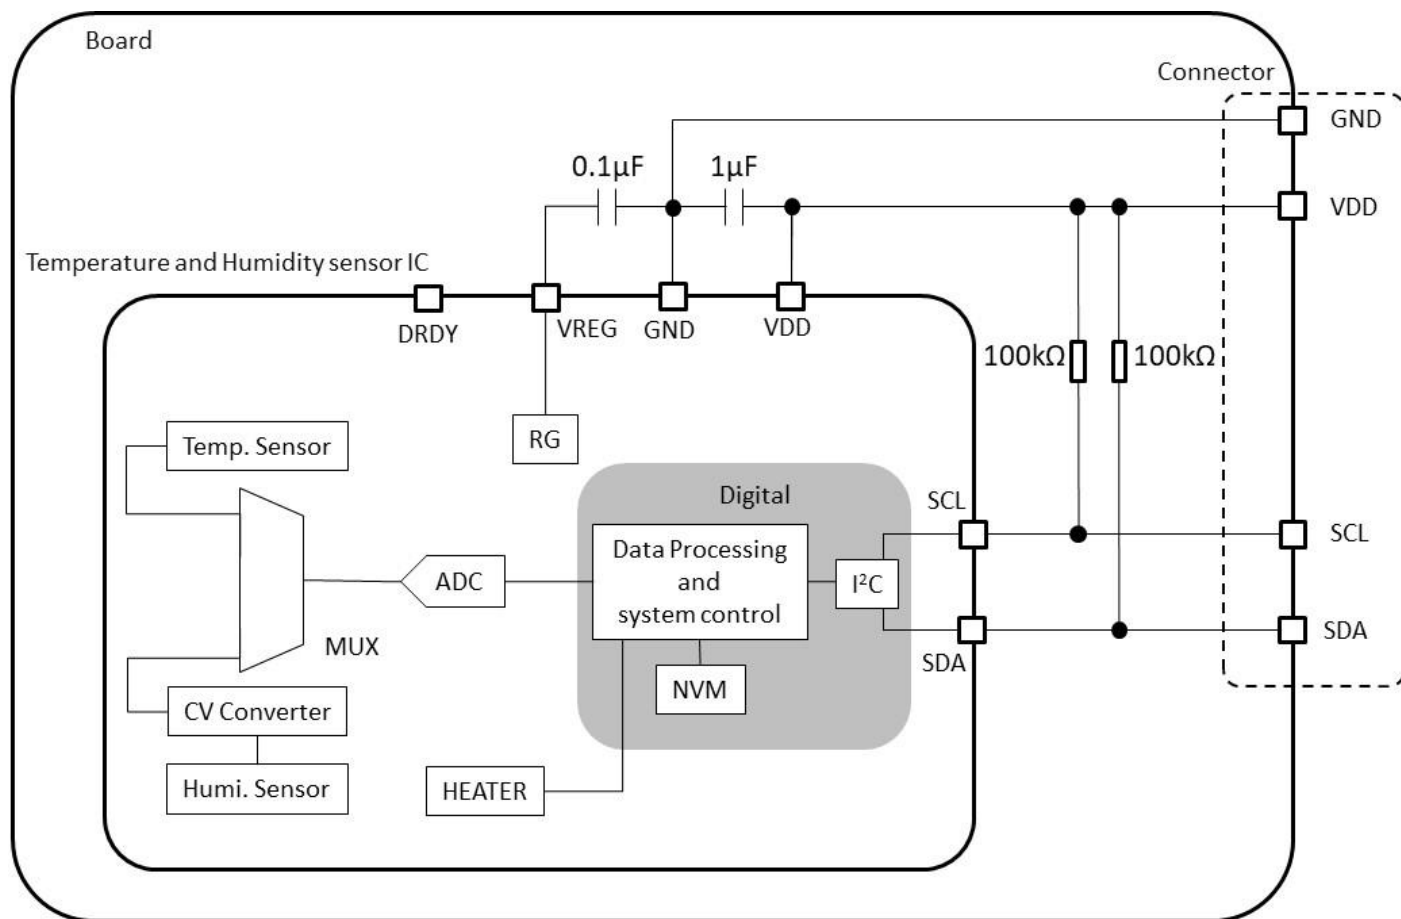 Board
Connector
GND
0.1μF
1μF
VDD
Temperature and Humidity sensor IC
DRDY
VREG
GND
VDD
100kΩ
100kΩ
RG
Temp. Sensor
Digital
SCL
SCL
Data Processing
and
system control
ADC
I²C
MUX
SDA
SDA
NVM
CV Converter
Humi. Sensor
HEATER